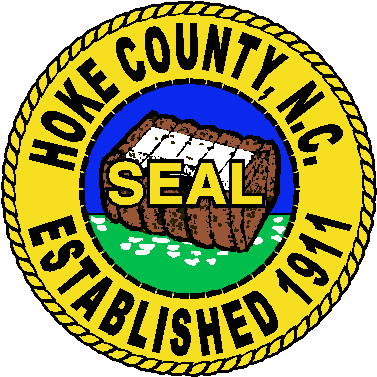 HOKE COUNTY, N.C.
SEAL
ESTABLISHED 1911